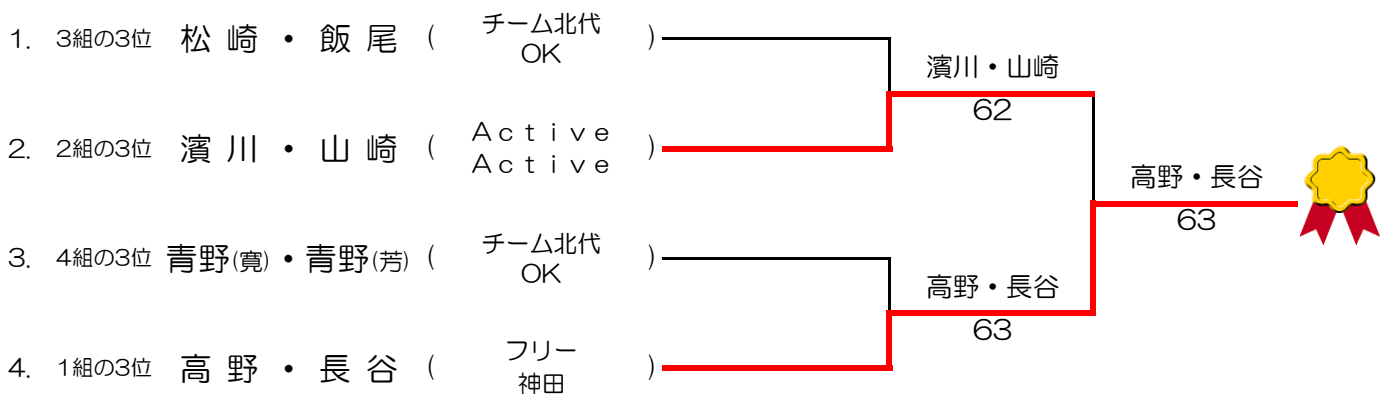 1. 3組の3位 松崎・飯尾 ( チーム北代 )
OK
濱川・山崎
62
2. 2組の3位 濱川・山崎 ( Active )
Active
高野・長谷
63
3. 4組の3位 青野(寛)・青野(芳) ( チーム北代 )
OK
高野・長谷
63
4. 1組の3位 高野・長谷 ( フリー )
神田